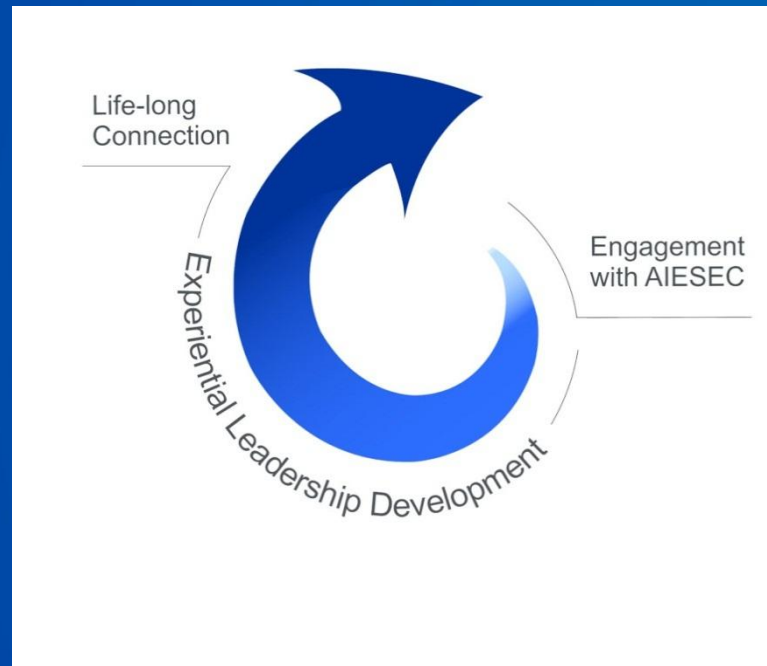 Life-long
Connection
Engagement
with AIESEC
Experiential Leadership Development